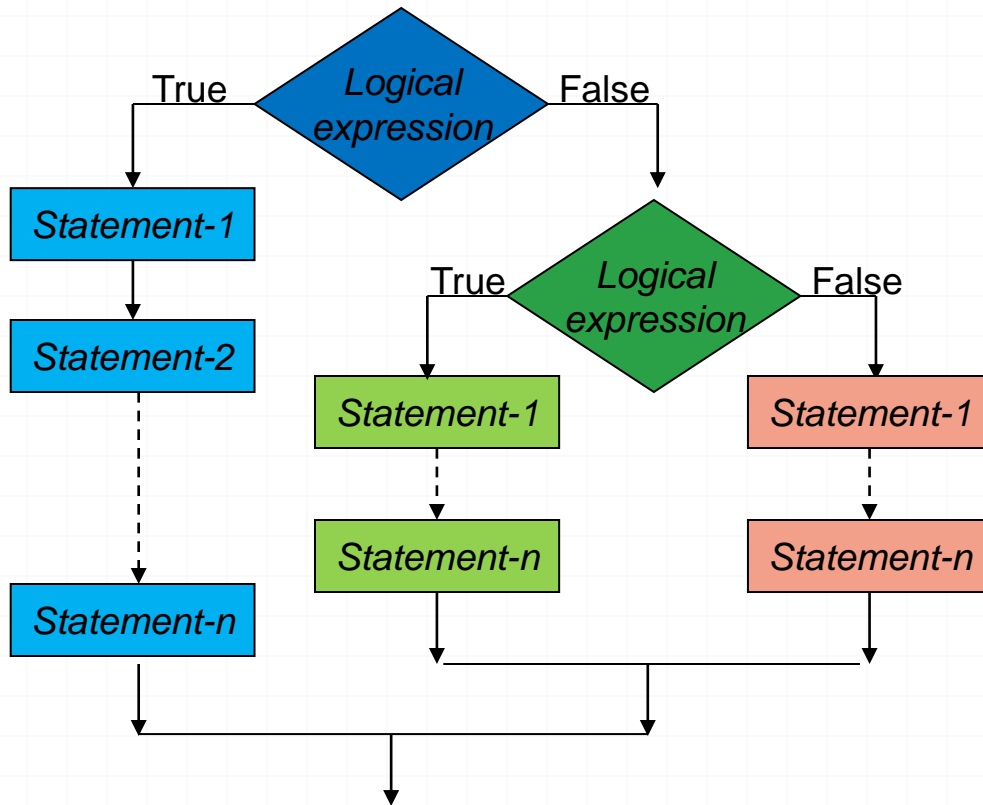 True
Logical
expression
False
Statement-1
True
Logical
expression
False
Statement-2
Statement-1
Statement-1
Statement-n
Statement-n
Statement-n